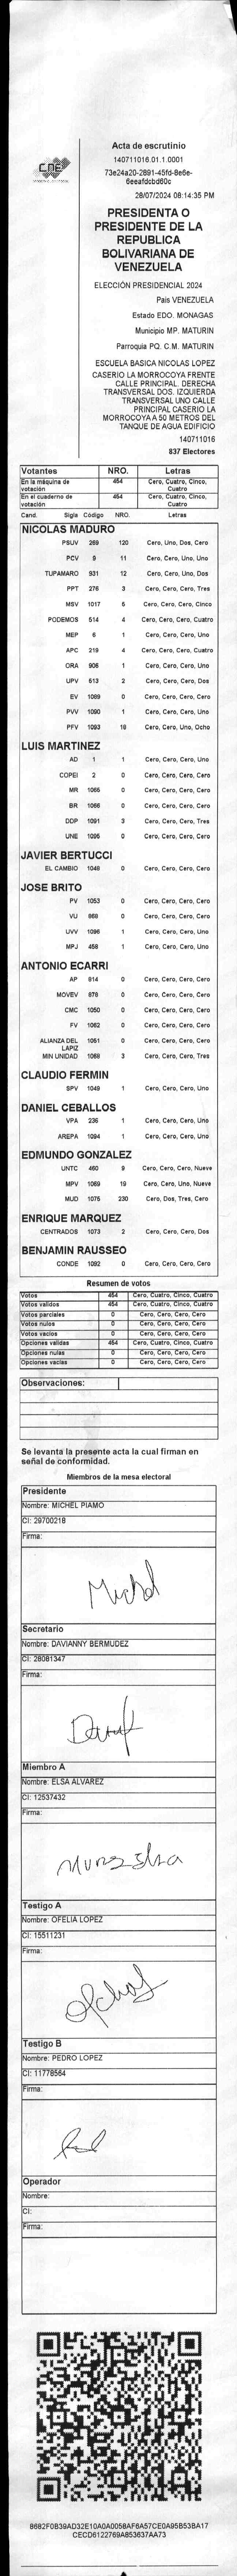 CNE
Acta de escrutinio
140711016.01.1.0001
73e24a20-2891-45fd-8e6e-
6eeafdcbd60c
28/07/2024 08:14:35 PM
PRESIDENTA O
PRESIDENTE DE LA
REPUBLICA
BOLIVARIANA DE
VENEZUELA
ELECCIÓN PRESIDENCIAL 2024
País VENEZUELA
Estado EDO. MONAGAS
Municipio MP. MATURIN
Parroquia PQ. C.M. MATURIN
ESCUELA BASICA NICOLAS LOPEZ
CASERIO LA MORROCOYA FRENTE
CALLE PRINCIPAL. DERECHA
TRANSVERSAL DOS. IZQUIERDA
TRANSVERSAL UNO CALLE
PRINCIPAL CASERIO LA
MORROCOYA A 50 METROS DEL
TANQUE DE AGUA EDIFICIO
140711016
837 Electores
Votantes NRO. Letras
En la máquina de votación 454 Cero, Cuatro, Cinco, Cuatro
En el cuaderno de votación 454 Cero, Cuatro, Cinco, Cuatro
Cand. Sigla Código NRO. Letras
NICOLAS MADURO
PSUV 269 120 Cero, Uno, Dos, Cero
PCV 9 11 Cero, Cero, Uno, Uno
TUPAMARO 931 12 Cero, Cero, Uno, Dos
PPT 276 3 Cero, Cero, Cero, Tres
MSV 1017 5 Cero, Cero, Cero, Cinco
PODEMOS 514 4 Cero, Cero, Cero, Cuatro
MEP 6 1 Cero, Cero, Cero, Uno
APC 219 4 Cero, Cero, Cero, Cuatro
ORA 906 1 Cero, Cero, Cero, Uno
UPV 613 2 Cero, Cero, Cero, Dos
EV 1089 0 Cero, Cero, Cero, Cero
PVV 1090 1 Cero, Cero, Cero, Uno
PFV 1093 18 Cero, Cero, Uno, Ocho
LUIS MARTINEZ
AD 1 1 Cero, Cero, Cero, Uno
COPEI 2 0 Cero, Cero, Cero, Cero
MR 1065 0 Cero, Cero, Cero, Cero
BR 1066 0 Cero, Cero, Cero, Cero
DDP 1091 3 Cero, Cero, Cero, Tres
UNE 1095 0 Cero, Cero, Cero, Cero
JAVIER BERTUCCI
EL CAMBIO 1048 0 Cero, Cero, Cero, Cero
JOSE BRITO
PV 1053 0 Cero, Cero, Cero, Cero
VU 868 0 Cero, Cero, Cero, Cero
UVV 1096 1 Cero, Cero, Cero, Uno
MPJ 458 1 Cero, Cero, Cero, Uno
ANTONIO ECARRI
AP 814 0 Cero, Cero, Cero, Cero
MOVEV 878 0 Cero, Cero, Cero, Cero
CMC 1050 0 Cero, Cero, Cero, Cero
FV 1062 0 Cero, Cero, Cero, Cero
ALIANZA DEL LAPIZ 1051 0 Cero, Cero, Cero, Cero
MIN UNIDAD 1068 3 Cero, Cero, Cero, Tres
CLAUDIO FERMIN
SPV 1049 1 Cero, Cero, Cero, Uno
DANIEL CEBALLOS
VPA 236 1 Cero, Cero, Cero, Uno
AREPA 1094 1 Cero, Cero, Cero, Uno
EDMUNDO GONZALEZ
UNTC 460 9 Cero, Cero, Cero, Nueve
MPV 1069 19 Cero, Cero, Uno, Nueve
MUD 1075 230 Cero, Dos, Tres, Cero
ENRIQUE MARQUEZ
CENTRADOS 1073 2 Cero, Cero, Cero, Dos
BENJAMIN RAUSSEO
CONDE 1092 0 Cero, Cero, Cero, Cero
Resumen de votos
Votos 454 Cero, Cuatro, Cinco, Cuatro
Votos válidos 454 Cero, Cuatro, Cinco, Cuatro
Votos parciales 0 Cero, Cero, Cero, Cero
Votos nulos 0 Cero, Cero, Cero, Cero
Votos vacíos 0 Cero, Cero, Cero, Cero
Opciones válidas 454 Cero, Cuatro, Cinco, Cuatro
Opciones nulas 0 Cero, Cero, Cero, Cero
Opciones vacías 0 Cero, Cero, Cero, Cero
Observaciones:
Se levanta la presente acta la cual firman en
señal de conformidad.
Miembros de la mesa electoral
Presidente
Nombre: MICHEL PIAMO
CI: 29700218
Firma:
Michel
Secretario
Nombre: DAVIANNY BERMUDEZ
CI: 28081347
Firma:
Miembro A
Nombre: ELSA ALVAREZ
CI: 12537432
Firma:
Testigo A
Nombre: OFELIA LOPEZ
CI: 15511231
Firma:
Testigo B
Nombre: PEDRO LOPEZ
CI: 11778564
Firma:
Operador
Nombre:
CI:
Firma:
8682F0B39AD32E10A0A0058AF6A57CE0A95B53BA17
CECD6122769A853637AA73